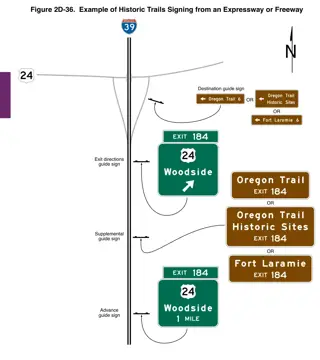 Figure 2D-36. Example of Historic Trails Signing from an Expressway or Freeway
39
N
24
Destination guide sign
Oregon Trail 5
OR
Oregon Trail
Historic Sites
OR
Fort Laramie 6
EXIT 184
24
Woodside
Exit directions
guide sign
Oregon Trail
EXIT 184
OR
Oregon Trail
Historic Sites
EXIT 184
Supplemental
guide sign
OR
Fort Laramie
EXIT 184
EXIT 184
24
Woodside
1 MILE
Advance
guide sign